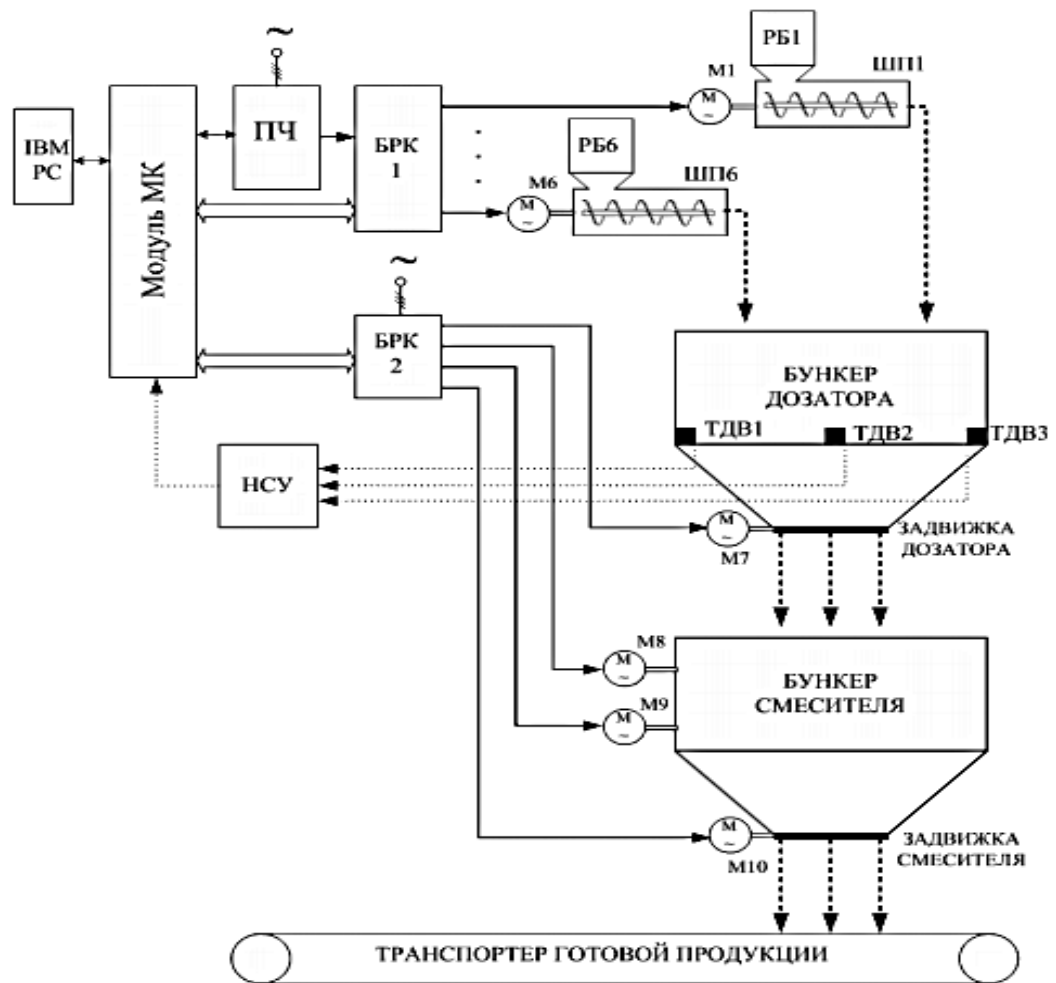 РБ1
ШП1
М1
М
~
~
ПЧ
БРК
1
IBM
PC
Модуль МК
РБ6
ШП6
М6
М
~
~
БРК
2
БУНКЕР
ДОЗАТОРА
ТДВ1
ТДВ2
ТДВ3
НСУ
М
~
М7
ЗАДВИЖКА
ДОЗАТОРА
М8
М
~
М9
М
~
БУНКЕР
СМЕСИТЕЛЯ
М
~
М10
ЗАДВИЖКА
СМЕСИТЕЛЯ
ТРАНСПОРТЕР ГОТОВОЙ ПРОДУКЦИИ